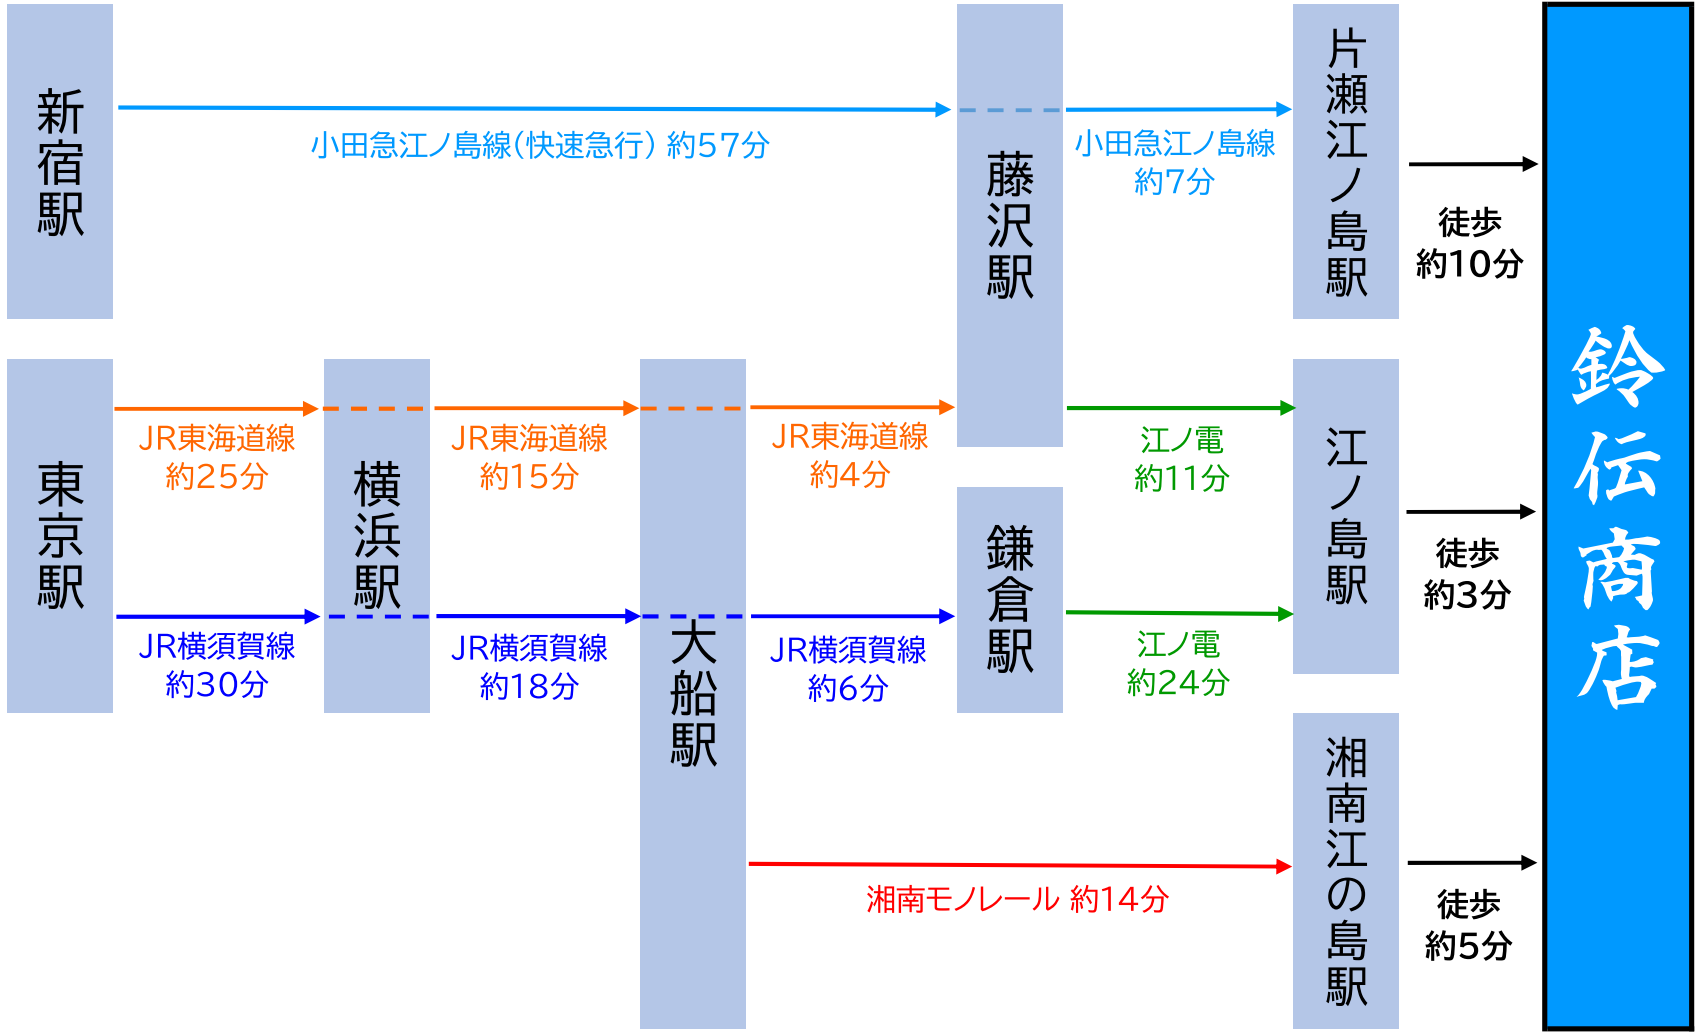 新宿駅
小田急江ノ島線(快速急行) 約57分
藤沢駅
小田急江ノ島線
約7分
片瀬江ノ島駅
徒歩
約10分
東京駅
JR東海道線
約25分
JR横須賀線
約30分
横浜駅
JR東海道線
約15分
JR横須賀線
約18分
大船駅
JR東海道線
約4分
JR横須賀線
約6分
鎌倉駅
江ノ電
約11分
江ノ電
約24分
江ノ島駅
徒歩
約3分
湘南モノレール 約14分
湘南江の島駅
徒歩
約5分
鈴伝商店